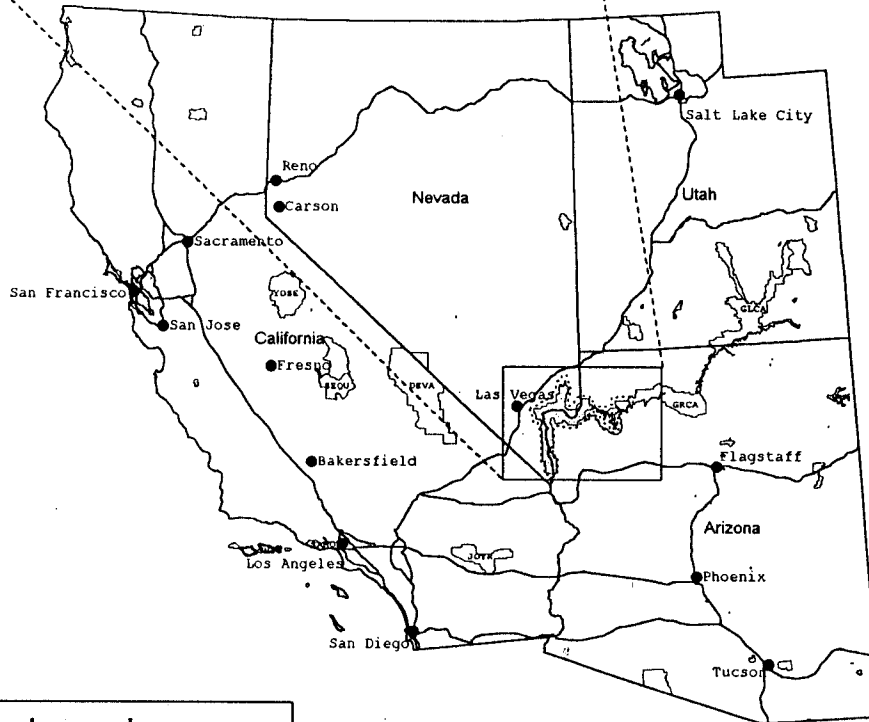 Salt Lake City
Reno
Nevada
Utah
Carson
Sacramento
YOSE
San Francisco
GLCA
San Jose
California
Fresno
SEQU
DEVA
Las Vegas
GRCA
Bakersfield
Flagstaff
Arizona
Los Angeles
JOTR
Phoenix
San Diego
Tucson